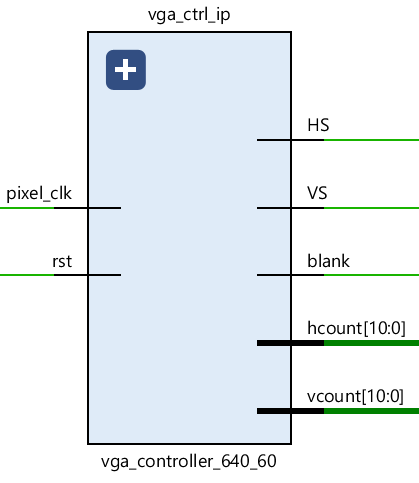 vga_ctrl_ip
HS
pixel_clk
VS
rst
blank
hcount[10:0]
vcount[10:0]
vga_controller_640_60